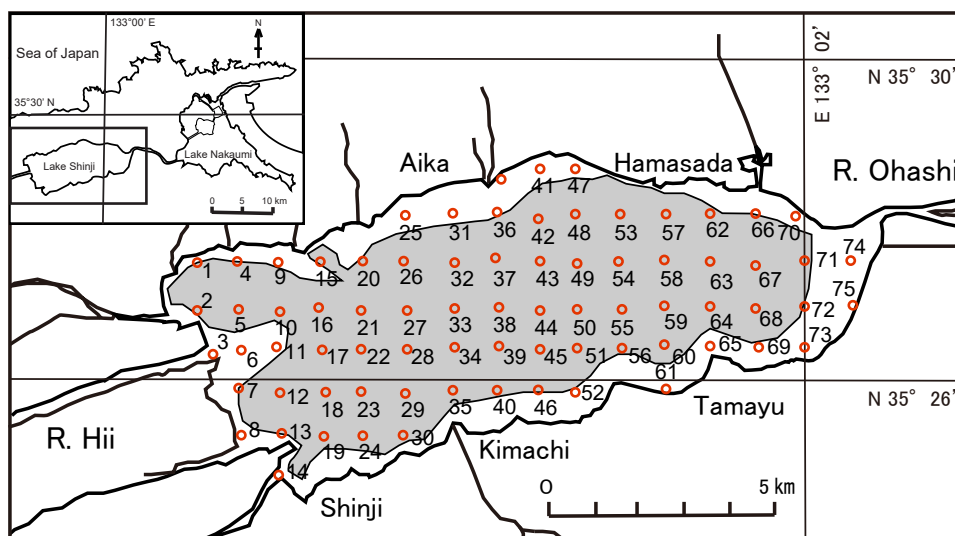 133°00′ E
N
Sea of Japan
35°30′ N
Lake Shinji
Lake Nakaumi
0 5 10 km
E 133° 02'
N 35° 30'
Aika
Hamasada
R. Ohashi
41 47
25 31 36 42 48 53 57 62 66 70
1 4 9 15 20 26 32 37 43 49 54 58 63 67 71 74
2 5 10 16 21 27 33 38 44 50 55 59 64 68 72 75
3 6 11 17 22 28 34 39 45 51 56 60 65 69 73
7 12 18 23 29 35 40 46 52 61
8 13 19 24 30
14
N 35° 26'
R. Hii
Tamayu
Kimachi
Shinji
0 5 km